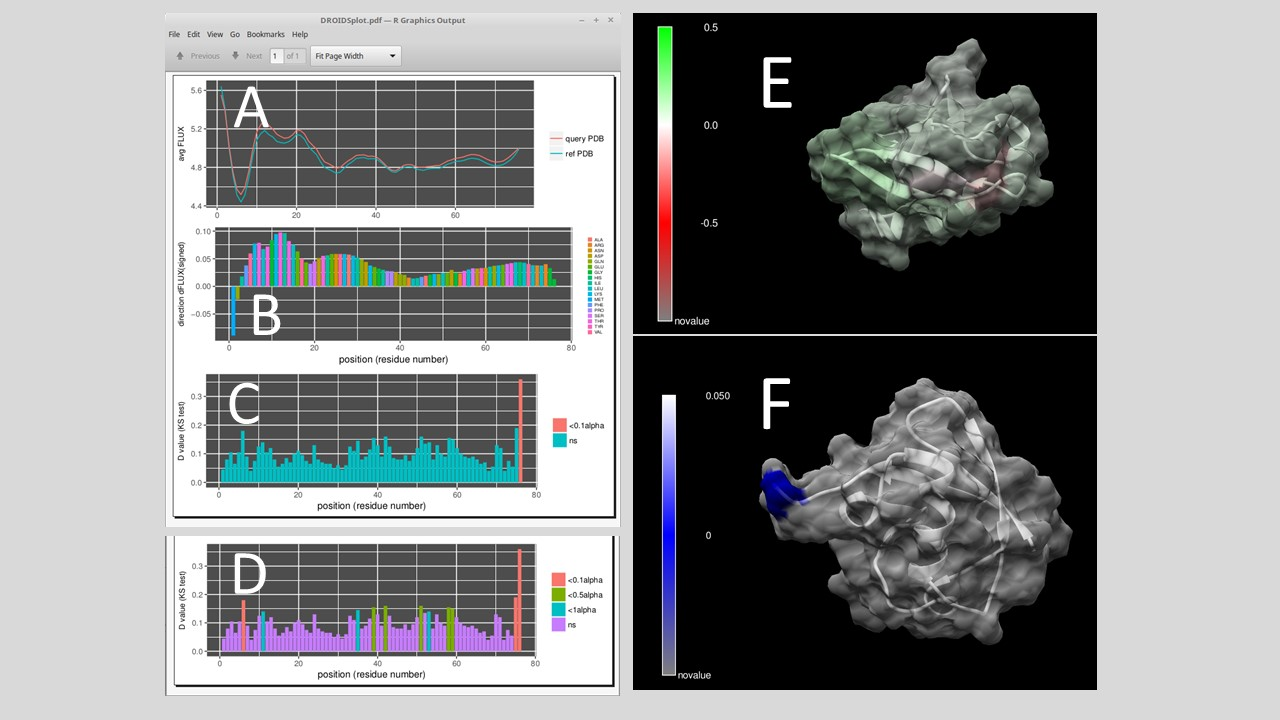 DROIDSplot.pdf — R Graphics Output
File Edit View Go Bookmarks Help
Previous Next 1 of 1 Fit Page Width
A
avg FLUX
5.6
5.2
4.8
4.4
0 20 40 60
query PDB
ref PDB
B
direction dFLUX(signed)
0.10
0.05
0.00
−0.05
0 20 40 60 80
position (residue number)
ALA
ARG
ASN
ASP
GLN
GLU
GLY
HIS
ILE
LEU
LYS
MET
PHE
PRO
SER
THR
TYR
VAL
C
D value (KS test)
0.3
0.2
0.1
0.0
0 20 40 60 80
position (residue number)
<0.1alpha
ns
D
D value (KS test)
0.3
0.2
0.1
0.0
0 20 40 60 80
position (residue number)
<0.1alpha
<0.5alpha
<1alpha
ns
E
0.5
0.0
-0.5
novalue
F
0.050
0
novalue